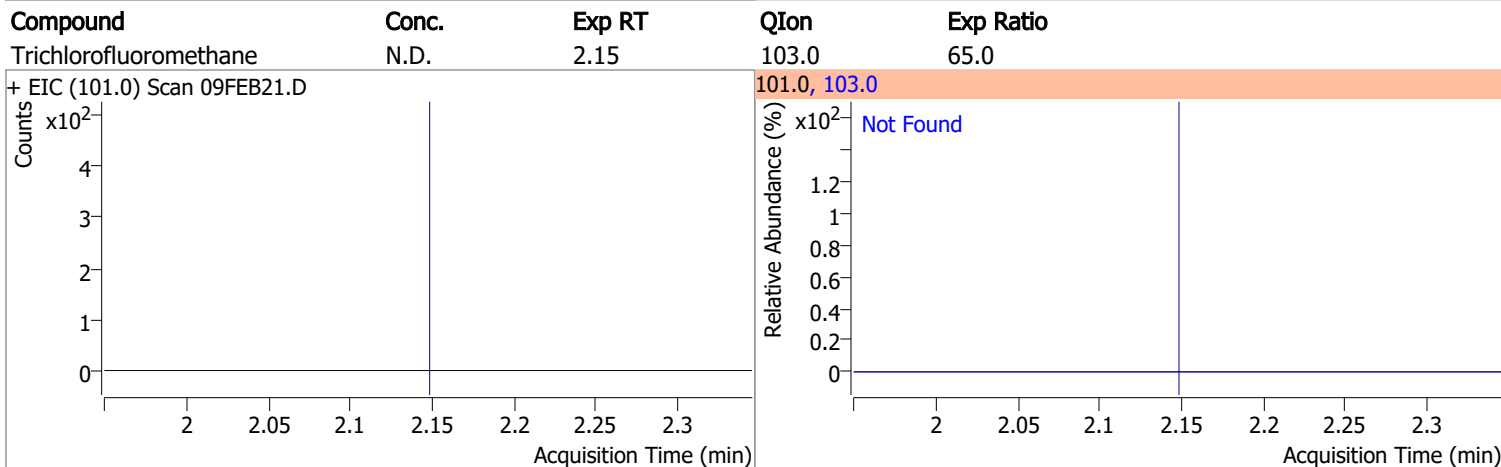 Compound Conc. Exp RT QIon Exp Ratio
Trichlorofluoromethane N.D. 2.15 103.0 65.0
+ EIC (101.0) Scan 09FEB21.D
Counts
x10²
4
3
2
1
0
2 2.05 2.1 2.15 2.2 2.25 2.3
Acquisition Time (min)
101.0, 103.0
Relative Abundance (%)
x10²
Not Found
1.2
1
0.8
0.6
0.4
0.2
0
2 2.05 2.1 2.15 2.2 2.25 2.3
Acquisition Time (min)